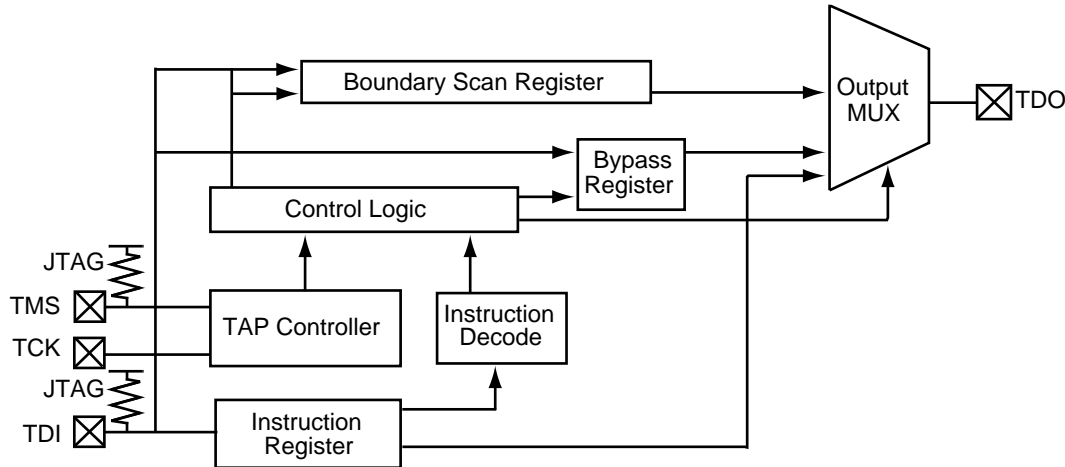 Boundary Scan Register
Output
MUX
TDO
Bypass
Register
Control Logic
JTAG
TMS
TAP Controller
Instruction
Decode
TCK
JTAG
TDI
Instruction
Register